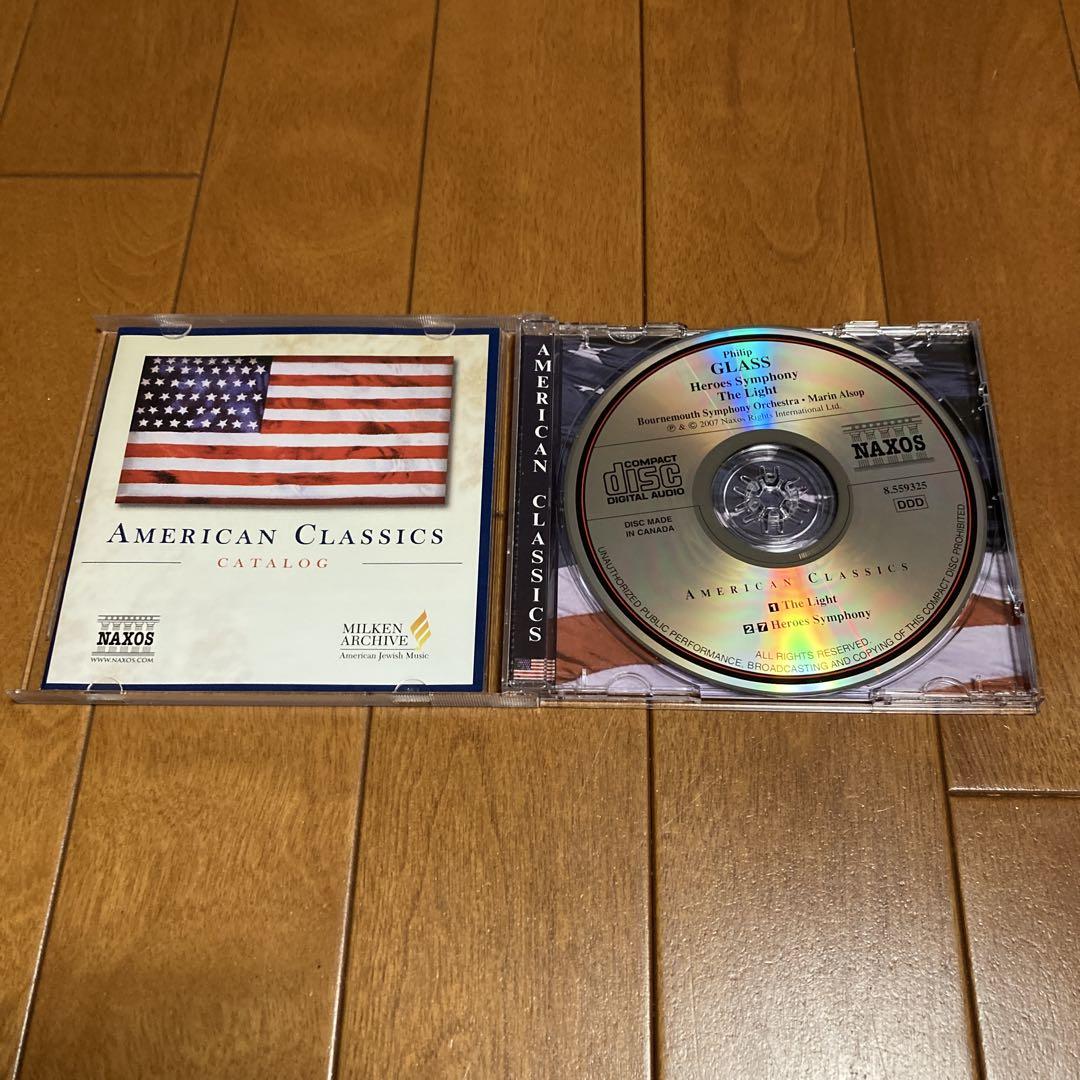 AMERICAN CLASSICS
CATALOG
NAXOS
WWW.NAXOS.COM
MILKEN
ARCHIVE
American Jewish Music
AMERICAN CLASSICS
Philip
GLASS
Heroes Symphony
The Light
Bournemouth Symphony Orchestra • Marin Alsop
℗ & © 2007 Naxos Rights International Ltd.
COMPACT
disc
DIGITAL AUDIO
NAXOS
8.559325
DDD
DISC MADE
IN CANADA
AMERICAN CLASSICS
1 The Light
2 7 Heroes Symphony
ALL RIGHTS RESERVED.
UNAUTHORIZED PUBLIC PERFORMANCE, BROADCASTING AND COPYING OF THIS COMPACT DISC PROHIBITED